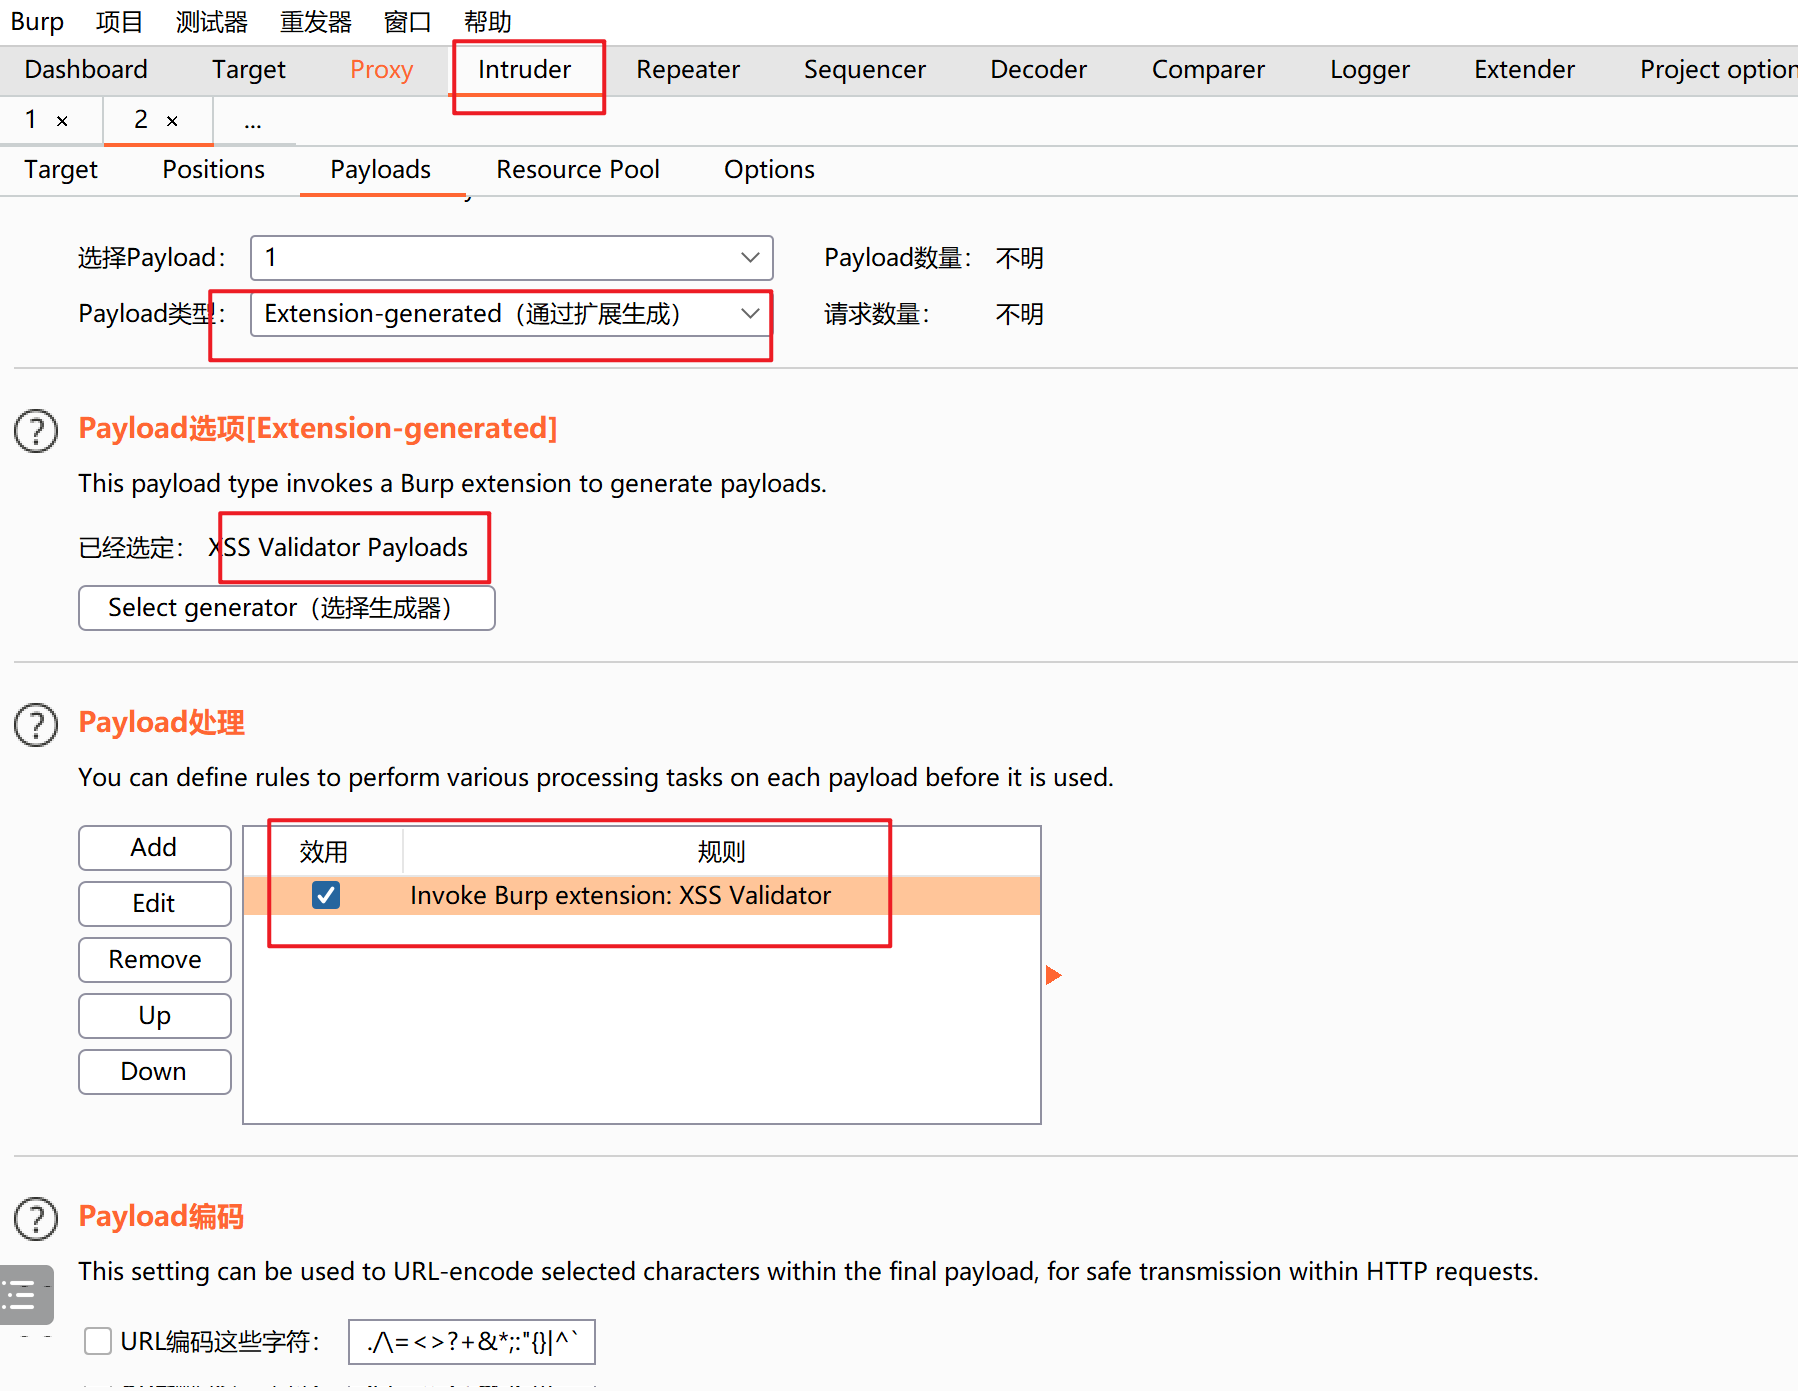 Burp 项目 测试器 重发器 窗口 帮助
Dashboard Target Proxy Intruder Repeater Sequencer Decoder Comparer Logger Extender Project option
1 × 2 × ...
Target Positions Payloads Resource Pool Options
选择Payload： 1 Payload数量： 不明
Payload类型： Extension-generated（通过扩展生成） 请求数量： 不明
Payload选项[Extension-generated]
This payload type invokes a Burp extension to generate payloads.
已经选定： XSS Validator Payloads
Select generator（选择生成器）
Payload处理
You can define rules to perform various processing tasks on each payload before it is used.
Add
效用 规则
Invoke Burp extension: XSS Validator
Edit
Remove
Up
Down
Payload编码
This setting can be used to URL-encode selected characters within the final payload, for safe transmission within HTTP requests.
URL编码这些字符： ./\=<>?+&*;:"{}|^`